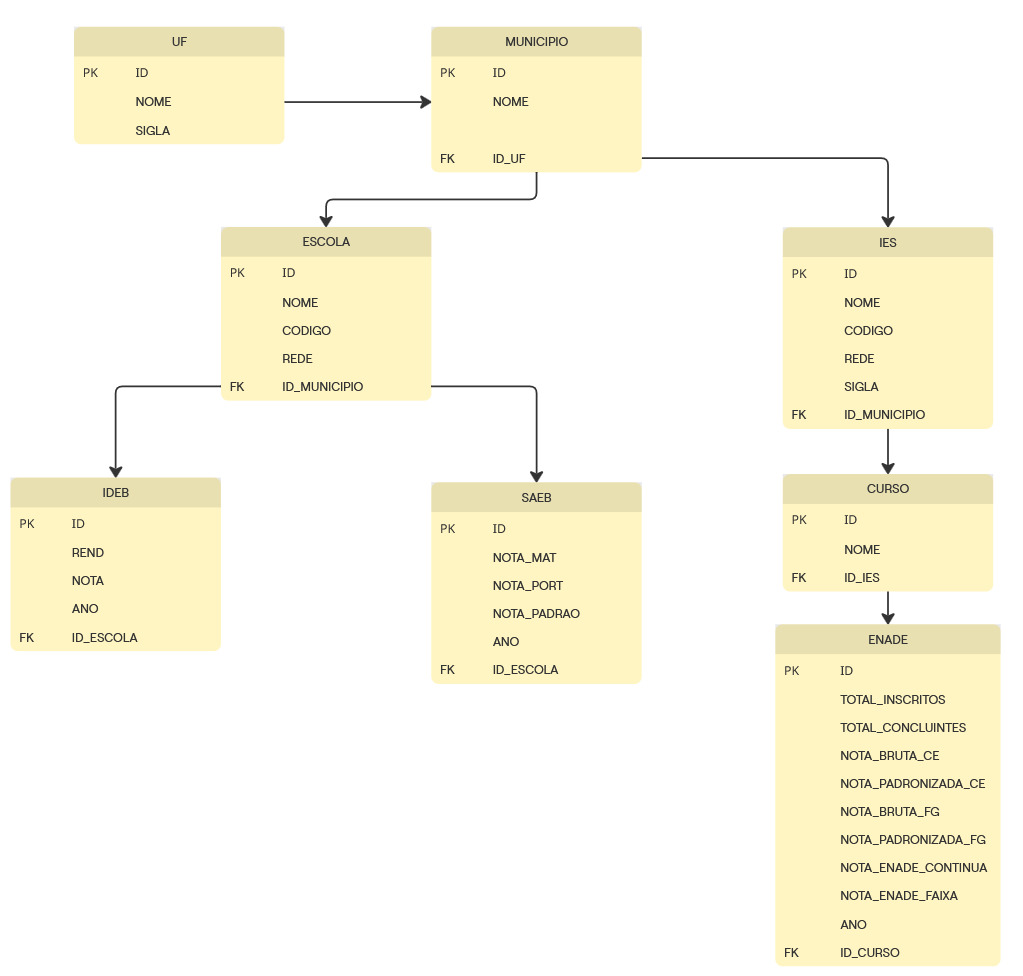 UF
PK ID
NOME
SIGLA
MUNICIPIO
PK ID
NOME
FK ID_UF
ESCOLA
PK ID
NOME
CODIGO
REDE
FK ID_MUNICIPIO
IES
PK ID
NOME
CODIGO
REDE
SIGLA
FK ID_MUNICIPIO
IDEB
PK ID
REND
NOTA
ANO
FK ID_ESCOLA
SAEB
PK ID
NOTA_MAT
NOTA_PORT
NOTA_PADRAO
ANO
FK ID_ESCOLA
CURSO
PK ID
NOME
FK ID_IES
ENADE
PK ID
TOTAL_INSCRITOS
TOTAL_CONCLUINTES
NOTA_BRUTA_CE
NOTA_PADRONIZADA_CE
NOTA_BRUTA_FG
NOTA_PADRONIZADA_FG
NOTA_ENADE_CONTINUA
NOTA_ENADE_FAIXA
ANO
FK ID_CURSO